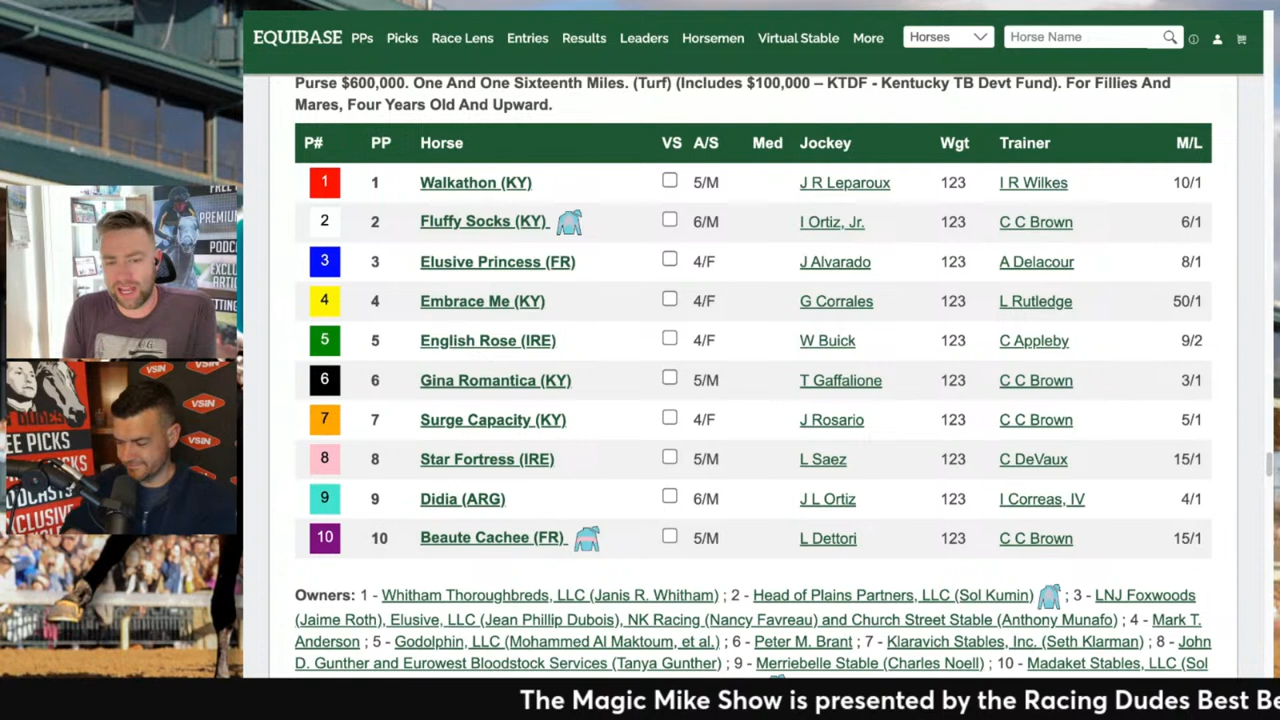 EQUIBASE PPs Picks Race Lens Entries Results Leaders Horsemen Virtual Stable More Horses Horse Name
Purse $600,000. One And One Sixteenth Miles. (Turf) (Includes $100,000 – KTDF - Kentucky TB Devt Fund). For Fillies And
Mares, Four Years Old And Upward.
P# PP Horse VS A/S Med Jockey Wgt Trainer M/L
1 1 Walkathon (KY) 5/M J R Leparoux 123 I R Wilkes 10/1
2 2 Fluffy Socks (KY) 6/M I Ortiz, Jr. 123 C C Brown 6/1
3 3 Elusive Princess (FR) 4/F J Alvarado 123 A Delacour 8/1
4 4 Embrace Me (KY) 4/F G Corrales 123 L Rutledge 50/1
5 5 English Rose (IRE) 4/F W Buick 123 C Appleby 9/2
6 6 Gina Romantica (KY) 5/M T Gaffalione 123 C C Brown 3/1
7 7 Surge Capacity (KY) 4/F J Rosario 123 C C Brown 5/1
8 8 Star Fortress (IRE) 5/M L Saez 123 C DeVaux 15/1
9 9 Didia (ARG) 6/M J L Ortiz 123 I Correas, IV 4/1
10 10 Beaute Cachee (FR) 5/M L Dettori 123 C C Brown 15/1
Owners: 1 - Whitham Thoroughbreds, LLC (Janis R. Whitham) ; 2 - Head of Plains Partners, LLC (Sol Kumin) ; 3 - LNJ Foxwoods
(Jaime Roth), Elusive, LLC (Jean Phillip Dubois), NK Racing (Nancy Favreau) and Church Street Stable (Anthony Munafo) ; 4 - Mark T.
Anderson ; 5 - Godolphin, LLC (Mohammed Al Maktoum, et al.) ; 6 - Peter M. Brant ; 7 - Klaravich Stables, Inc. (Seth Klarman) ; 8 - John
D. Gunther and Eurowest Bloodstock Services (Tanya Gunther) ; 9 - Merriebelle Stable (Charles Noell) ; 10 - Madaket Stables, LLC (Sol
PREMIUM
PODC
EXCLU
ARTIC
TTING
VSiN
VSiN
VSiN
DUDES
EE PICKS
The Magic Mike Show is presented by the Racing Dudes Best Be